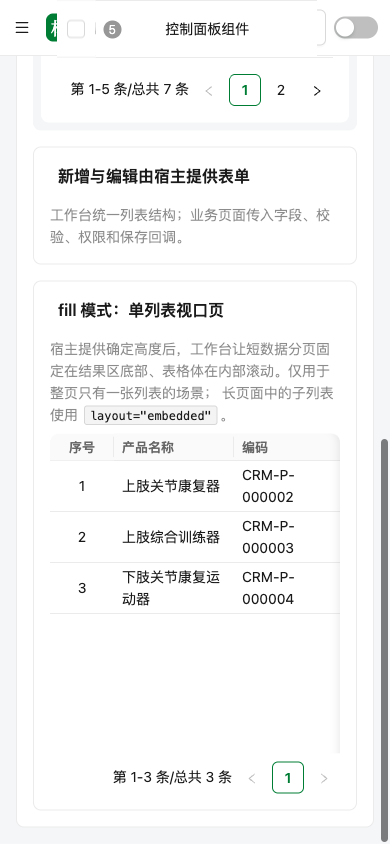 5
控制面板组件
第 1-5 条/总共 7 条
1
2
新增与编辑由宿主提供表单
工作台统一列表结构；业务页面传入字段、校
验、权限和保存回调。
fill 模式：单列表视口页
宿主提供确定高度后，工作台让短数据分页固
定在结果区底部、表格体在内部滚动。仅用于
整页只有一张列表的场景； 长页面中的子列表
使用 layout="embedded" 。
序号 产品名称 编码
1 上肢关节康复器 CRM-P-
000002
2 上肢综合训练器 CRM-P-
000003
3 下肢关节康复运
动器 CRM-P-
000004
第 1-3 条/总共 3 条
1